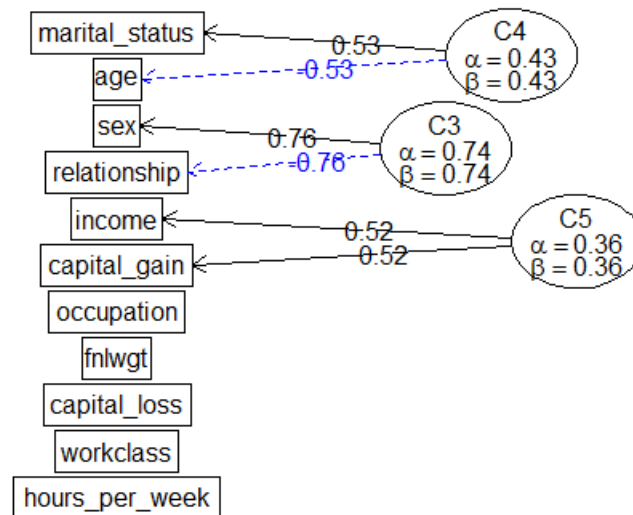 marital_status
0.53
C4
α = 0.43
β = 0.43
age
-0.53
sex
0.76
C3
α = 0.74
β = 0.74
relationship
-0.76
income
0.52
C5
α = 0.36
β = 0.36
capital_gain
0.52
occupation
fnlwgt
capital_loss
workclass
hours_per_week